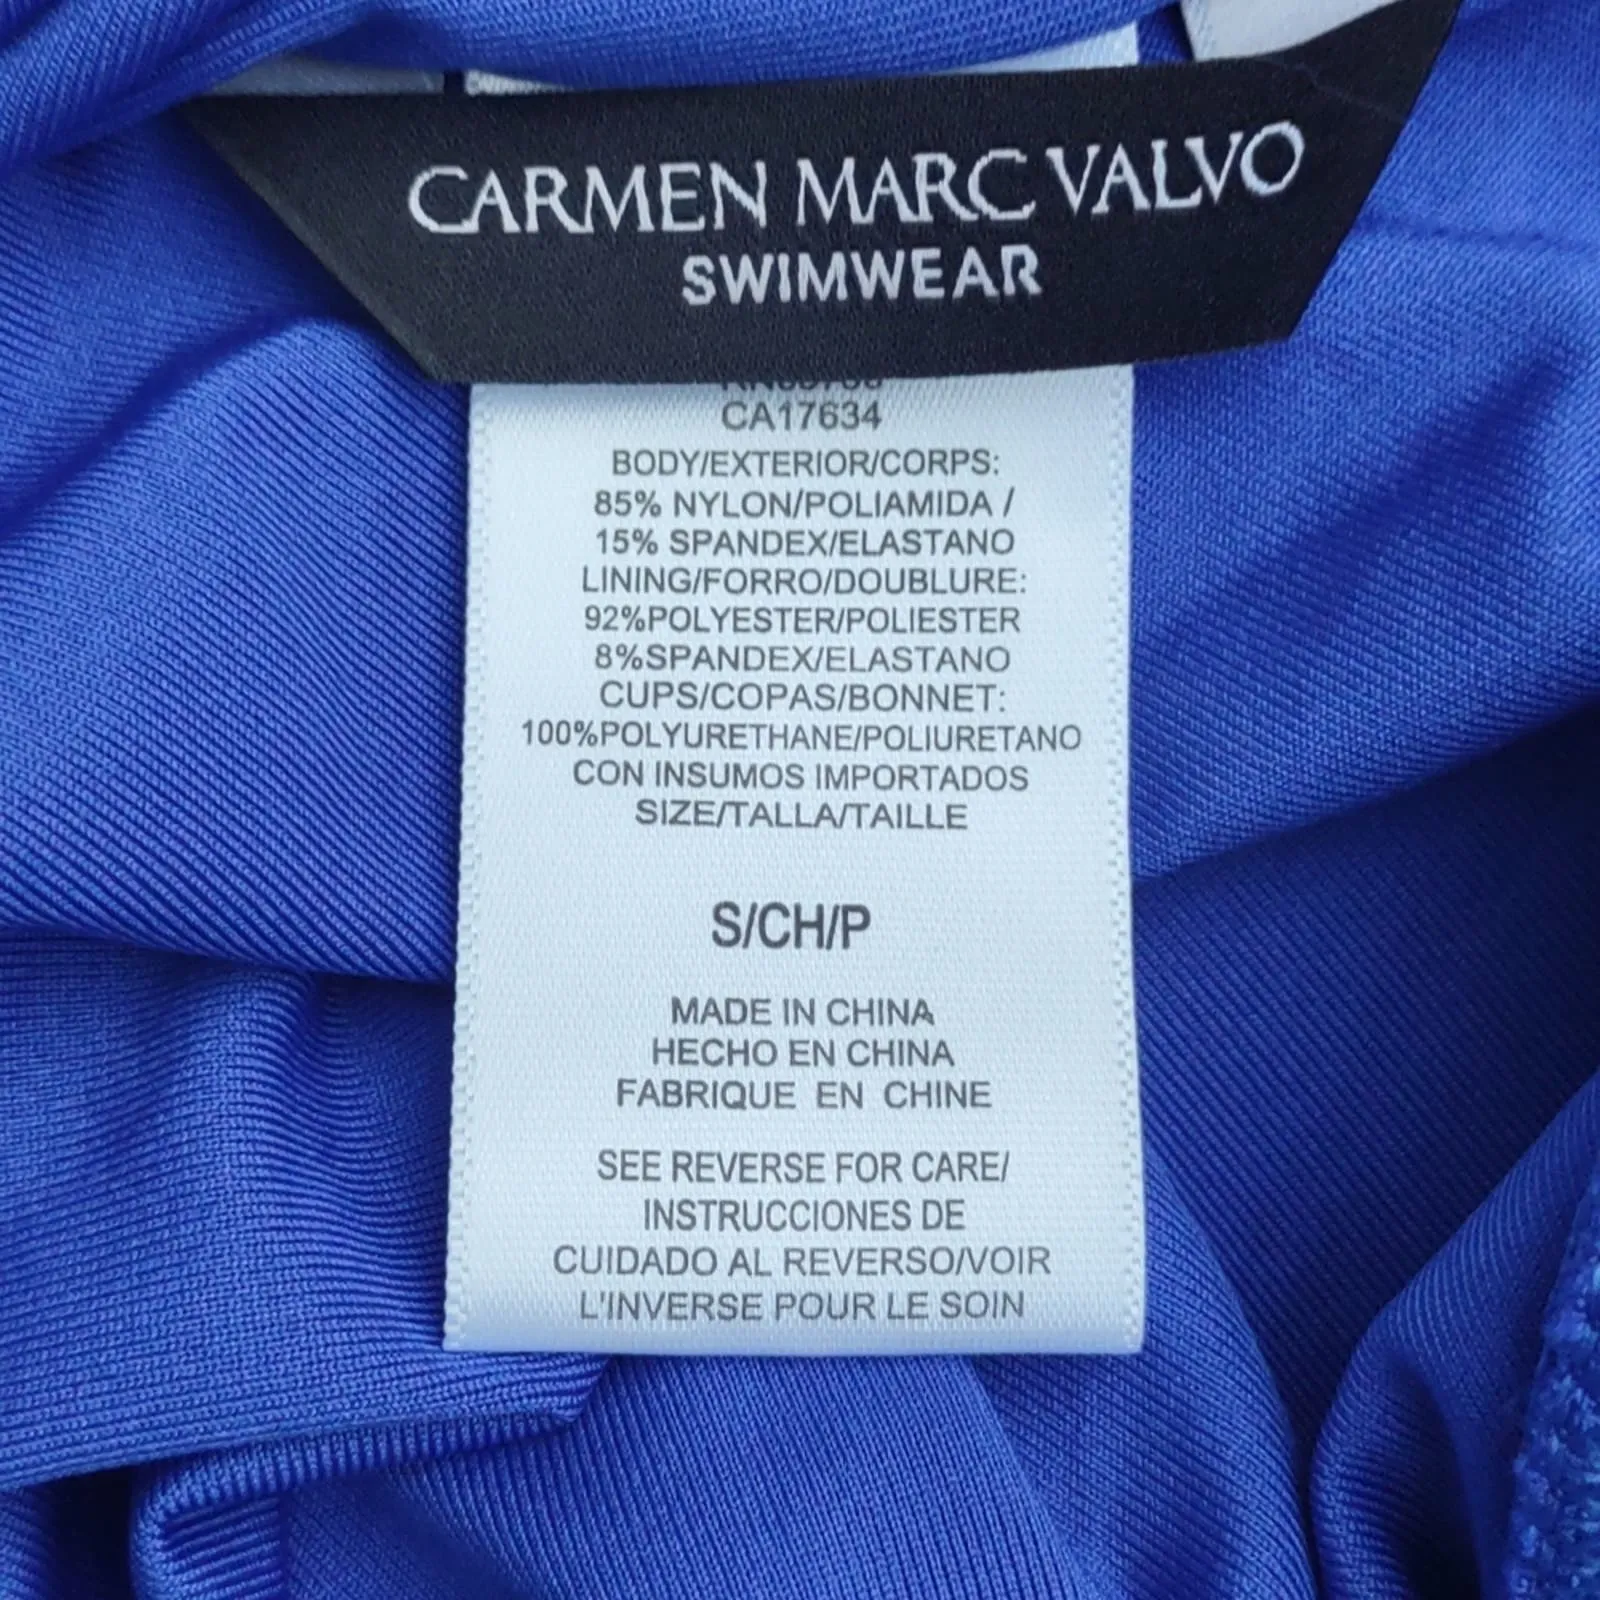 CARMEN MARC VALVO
SWIMWEAR
CA17634
BODY/EXTERIOR/CORPS:
85% NYLON/POLIAMIDA /
15% SPANDEX/ELASTANO
LINING/FORRO/DOUBLURE:
92%POLYESTER/POLIESTER
8%SPANDEX/ELASTANO
CUPS/COPAS/BONNET:
100%POLYURETHANE/POLIURETANO
CON INSUMOS IMPORTADOS
SIZE/TALLA/TAILLE
S/CH/P
MADE IN CHINA
HECHO EN CHINA
FABRIQUE EN CHINE
SEE REVERSE FOR CARE/
INSTRUCCIONES DE
CUIDADO AL REVERSO/VOIR
L'INVERSE POUR LE SOIN